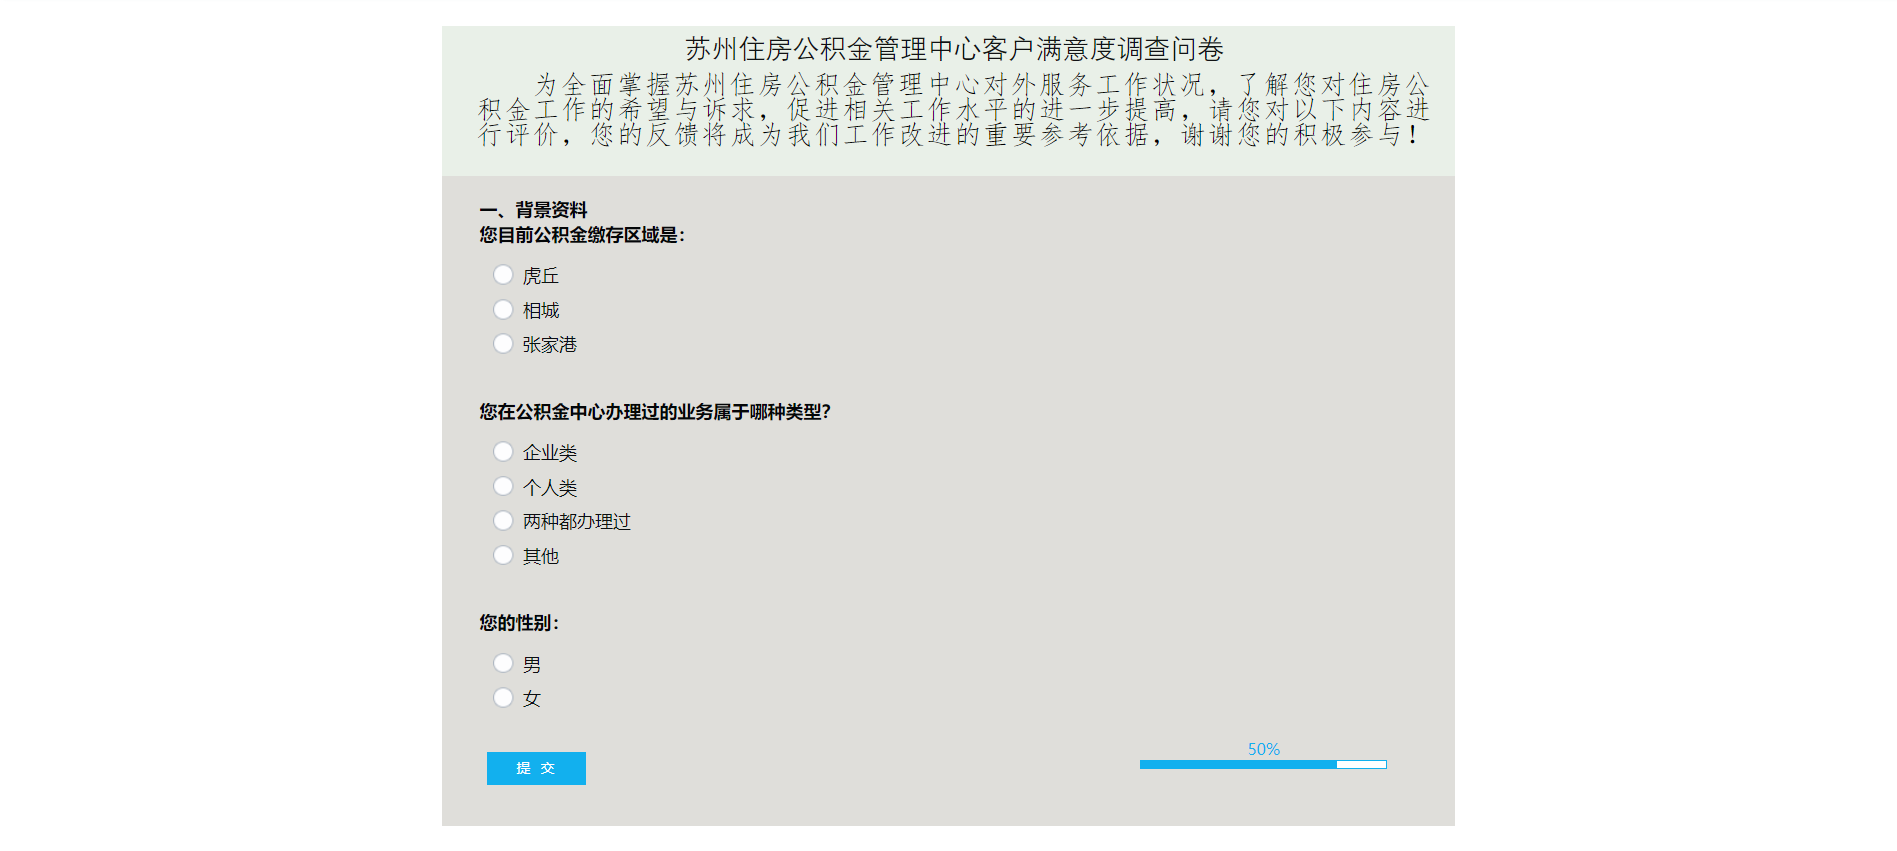 苏州住房公积金管理中心客户满意度调查问卷
为全面掌握苏州住房公积金管理中心对外服务工作状况，了解您对住房公
积金工作的希望与诉求，促进相关工作水平的进一步提高，请您对以下内容进
行评价，您的反馈将成为我们工作改进的重要参考依据，谢谢您的积极参与！
一、背景资料
您目前公积金缴存区域是：
虎丘
相城
张家港
您在公积金中心办理过的业务属于哪种类型？
企业类
个人类
两种都办理过
其他
您的性别：
男
女
50%
提 交